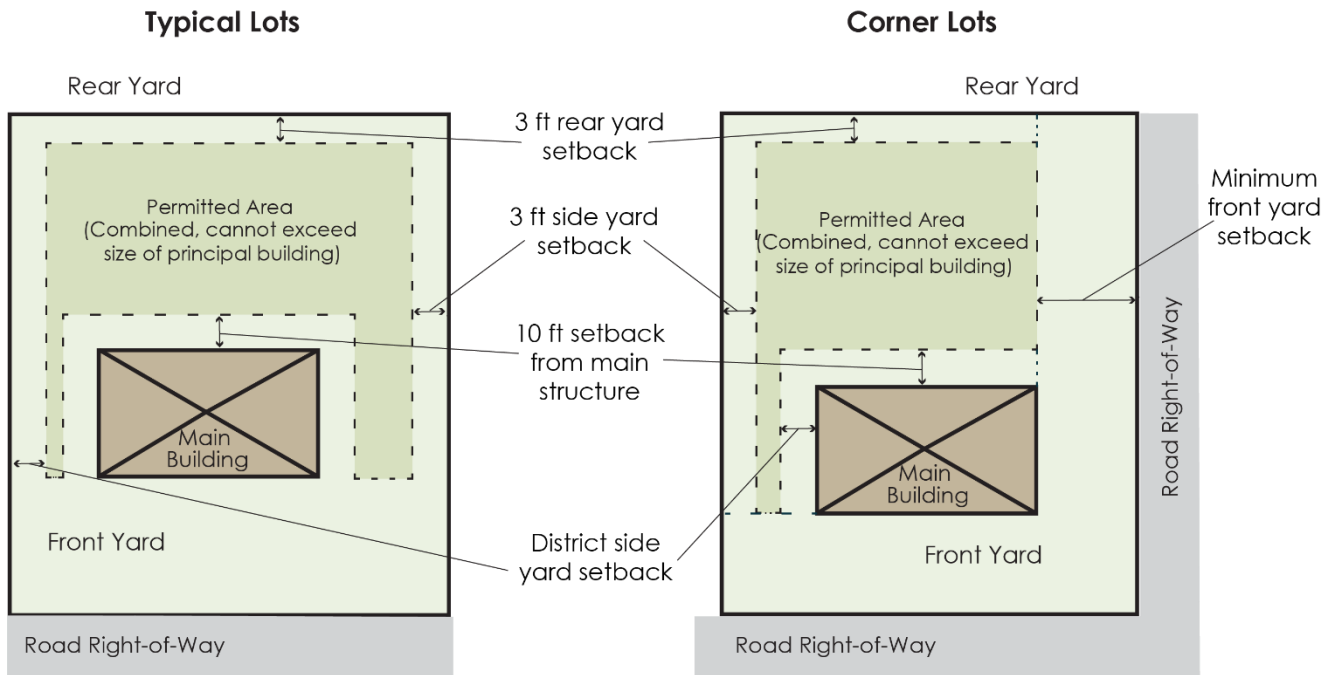 Typical Lots
Corner Lots
Rear Yard
Rear Yard
3 ft rear yard
setback
Permitted Area
(Combined, cannot exceed
size of principal building)
3 ft side yard
setback
Permitted Area
(Combined, cannot exceed
size of principal building)
Minimum
front yard
setback
10 ft setback
from main
structure
Main
Building
Main
Building
Road Right-of-Way
Front Yard
District side
yard setback
Front Yard
Road Right-of-Way
Road Right-of-Way